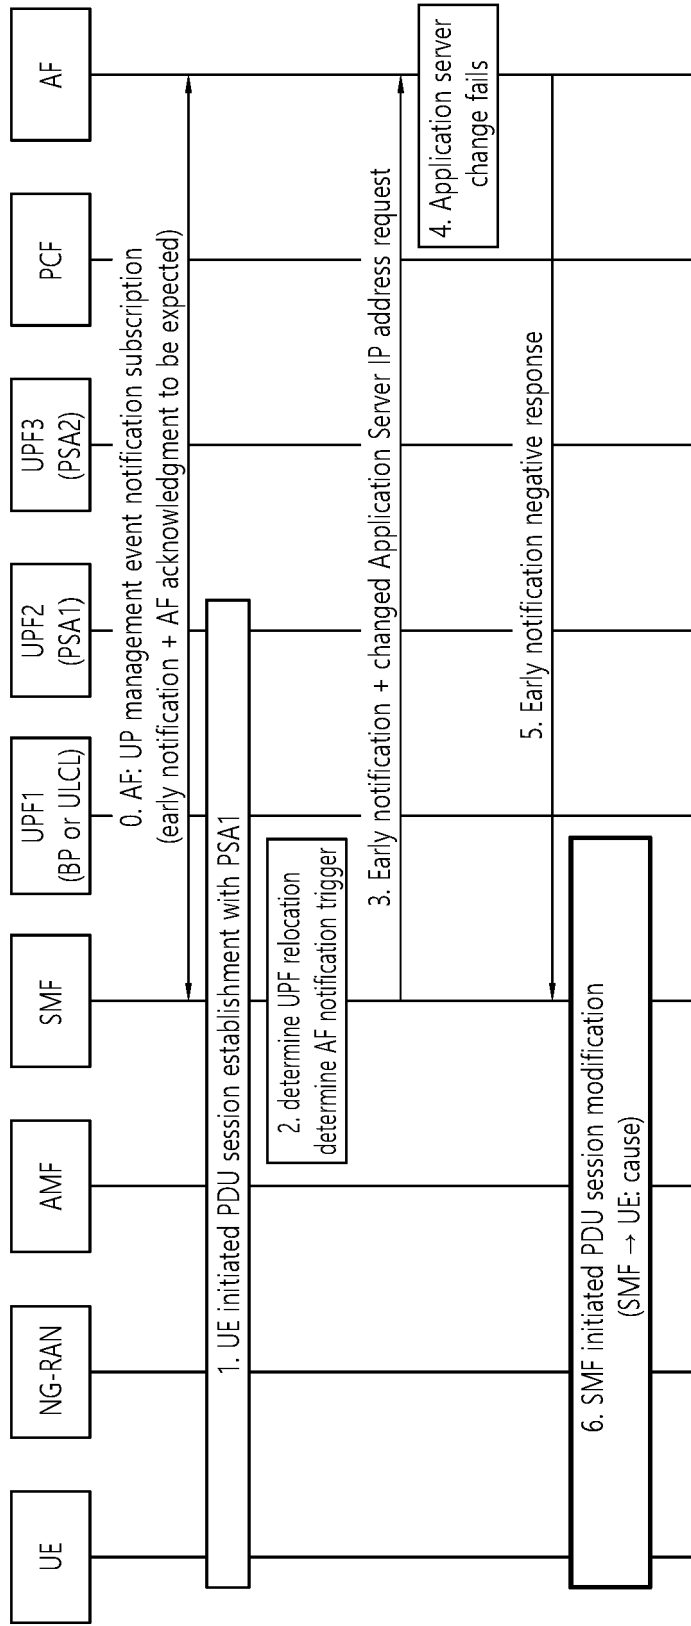 UE
NG-RAN
AMF
SMF
UPF1
(BP or ULCL)
UPF2
(PSA1)
UPF3
(PSA2)
PCF
AF
0. AF: UP management event notification subscription
(early notification + AF acknowledgment to be expected)
1. UE initiated PDU session establishment with PSA1
2. determine UPF relocation
determine AF notification trigger
3. Early notification + changed Application Server IP address request
4. Application server
change fails
5. Early notification negative response
6. SMF initiated PDU session modification
(SMF → UE: cause)